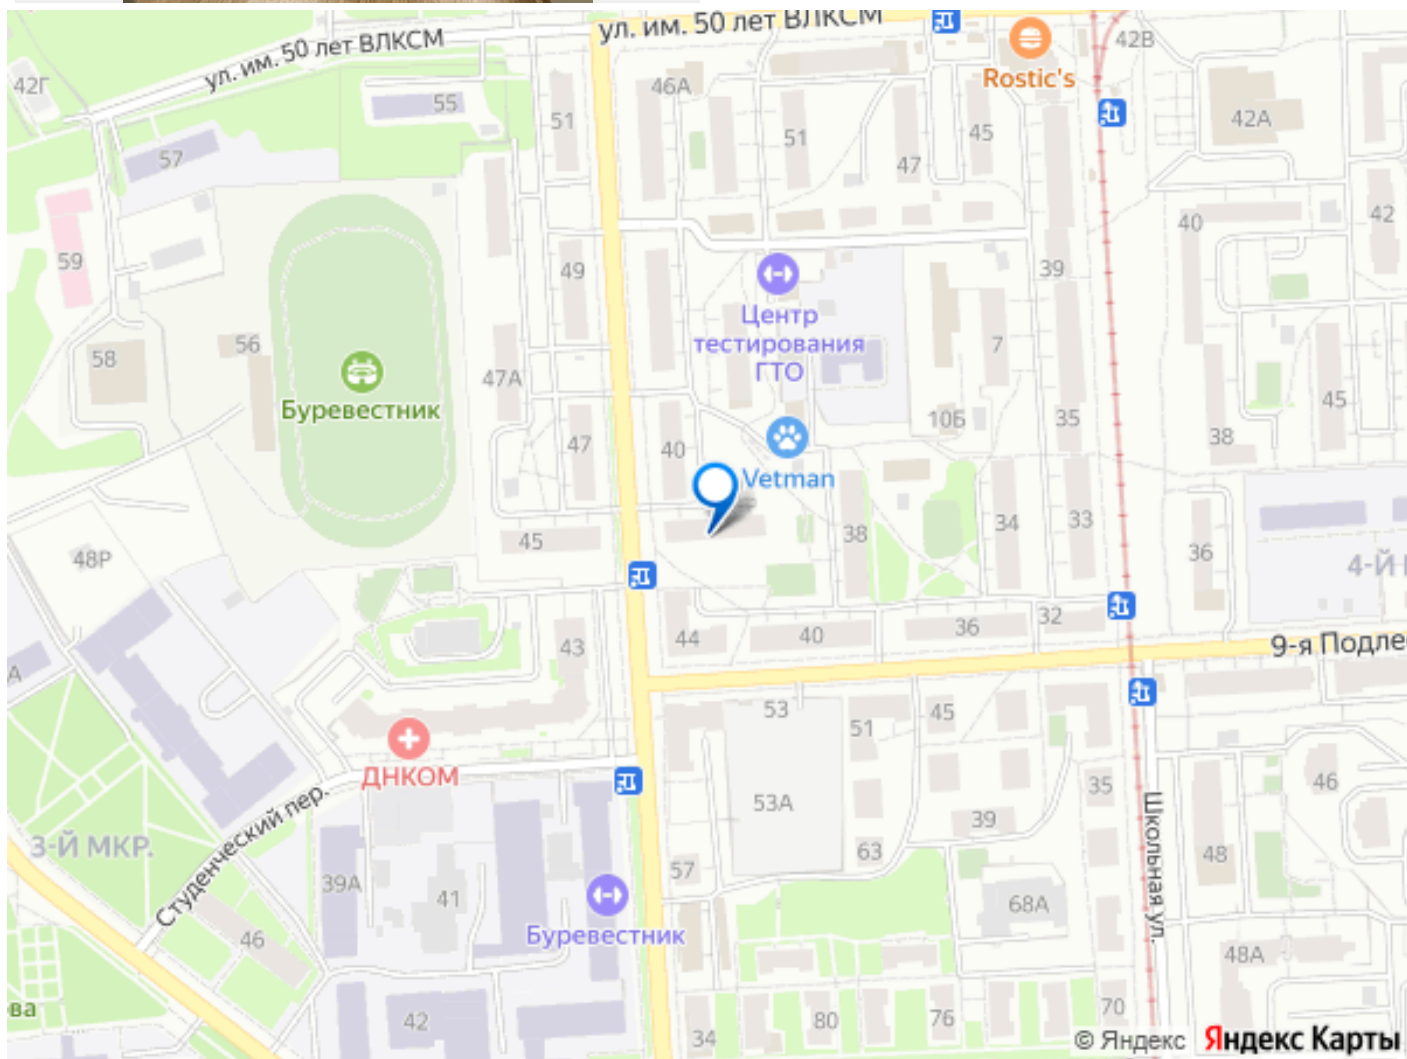 ул. им. 50 лет ВЛКСМ
ул. им. 50 лет ВЛКСМ
42В
Rostic's
42Г
55
46А
51
51
45
42А
57
47
59
49
40
42
39
Центр
тестирования
ГТО
7
58
56
47А
Буревестник
45
10Б
35
47
40
38
Vetman
45
38
34
33
36
48Р
4-Й
44
40
36
32
43
9-я Подле
А
53
51
45
ДНКОМ
35
46
53А
39
3-Й МКР.
Студенческий пер.
63
48
57
39А
41
68А
Школьная ул.
46
Буревестник
48А
ва
42
34
80
76
70
© Яндекс Яндекс Карты